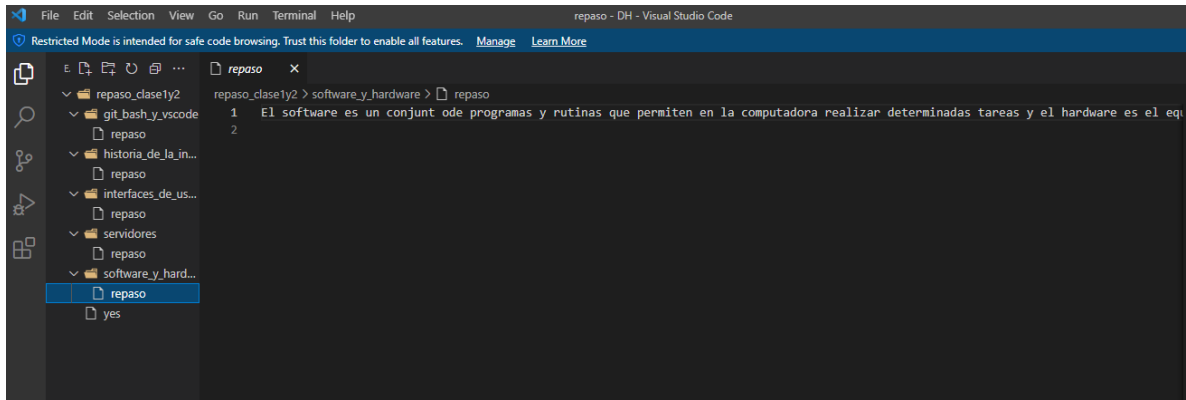 File Edit Selection View Go Run Terminal Help repaso - DH - Visual Studio Code
Restricted Mode is intended for safe code browsing. Trust this folder to enable all features. Manage Learn More
E ... repaso
repaso_clase1y2 repaso_clase1y2 > software_y_hardware > repaso
git_bash_y_vscode 1 El software es un conjunt ode programas y rutinas que permiten en la computadora realizar determinadas tareas y el hardware es el equ
repaso 2
historia_de_la_in...
repaso
interfaces_de_us...
repaso
servidores
repaso
software_y_hard...
repaso
yes